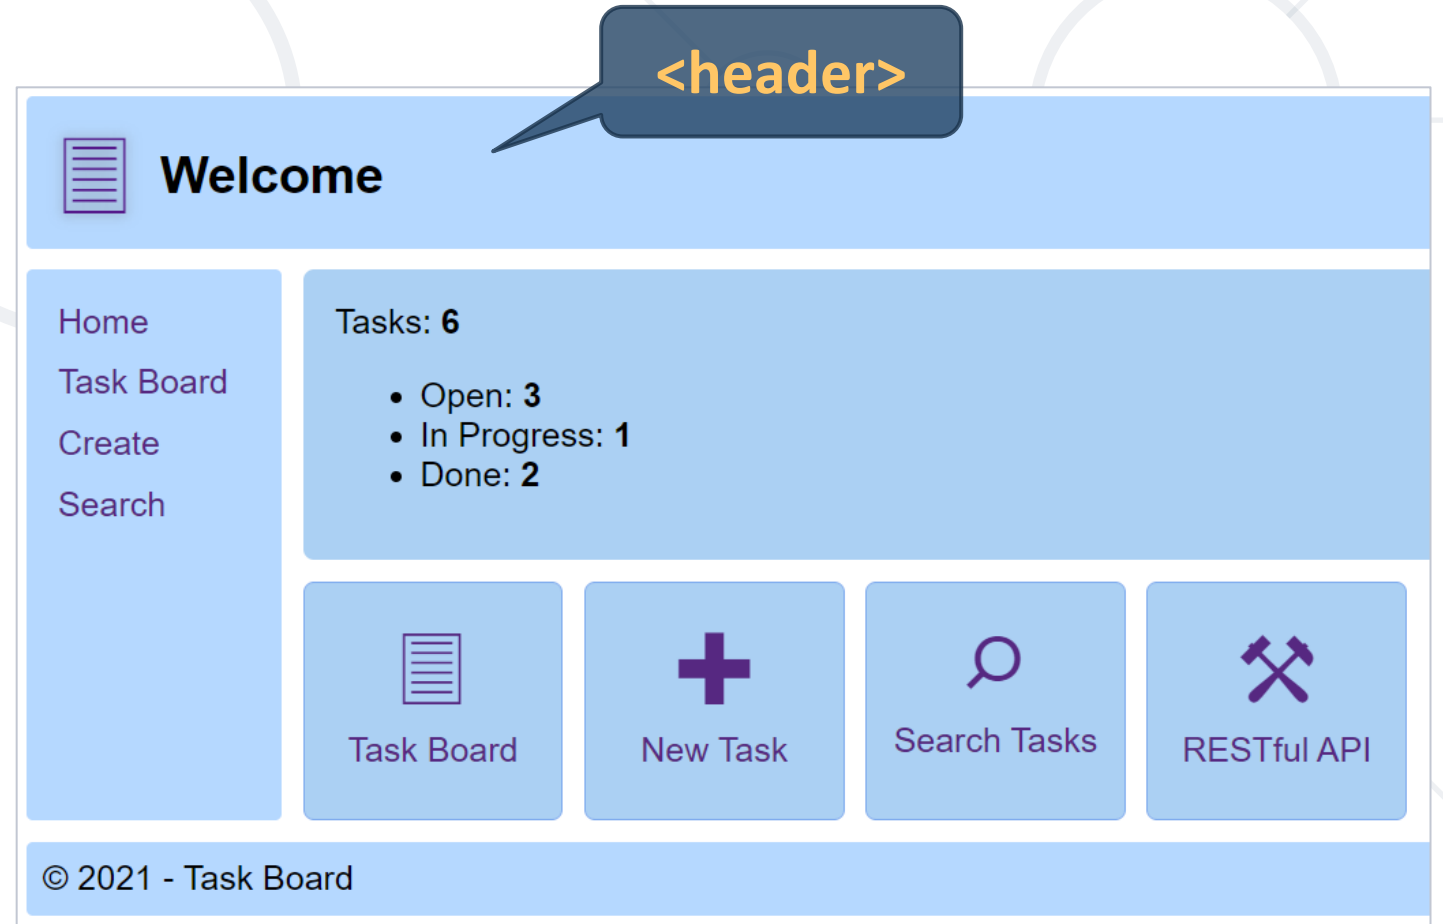 <header>
Welcome
Home
Task Board
Create
Search
Tasks: 6
• Open: 3
• In Progress: 1
• Done: 2
Task Board
New Task
Search Tasks
RESTful API
© 2021 - Task Board